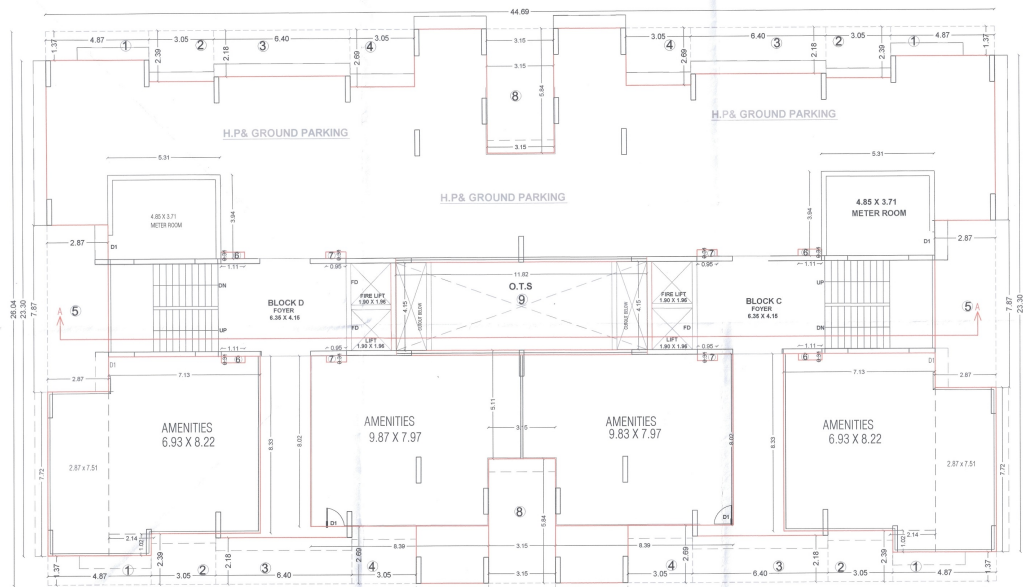 44.69
1.37
4.87
1
3.05
2
2.39
2.18
3
6.40
4
3.05
2.69
3.15
3.15
8
5.84
3.15
3.05
4
2.69
6.40
3
2.18
3.05
2
2.39
1
4.87
1.37
H.P& GROUND PARKING
H.P& GROUND PARKING
H.P& GROUND PARKING
5.31
5.31
4.85 X 3.71
METER ROOM
3.94
4.85 X 3.71
METER ROOM
3.94
D1
D1
2.87
2.87
6
7
7
6
1.11
0.95
0.95
1.11
26.04
23.30
7.87
5
A
DN
UP
BLOCK D
FOYER
6.35 X 4.15
FD
FIRE LIFT
1.90 X 1.96
FD
LIFT
1.90 X 1.96
4.15
11.82
O.T.S
9
4.15
FIRE LIFT
1.90 X 1.96
FD
LIFT
1.90 X 1.96
BLOCK C
FOYER
6.35 X 4.15
UP
DN
5
A
7.87
23.30
1.11
0.95
0.95
1.11
6
7
7
6
D1
D1
2.87
2.87
7.13
7.13
AMENITIES
6.93 X 8.22
AMENITIES
9.87 X 7.97
AMENITIES
9.83 X 7.97
AMENITIES
6.93 X 8.22
5.11
3.15
8.33
8.02
8.02
8.33
7.72
2.87 x 7.51
2.87 x 7.51
7.72
8
5.84
D1
D1
2.14
1.02
2.14
1.02
8.39
3.15
8.39
1.37
4.87
1
3.05
2
2.39
2.18
3
6.40
4
3.05
2.69
3.15
3.15
3.05
4
2.69
6.40
3
2.18
3.05
2
2.39
1
4.87
1.37